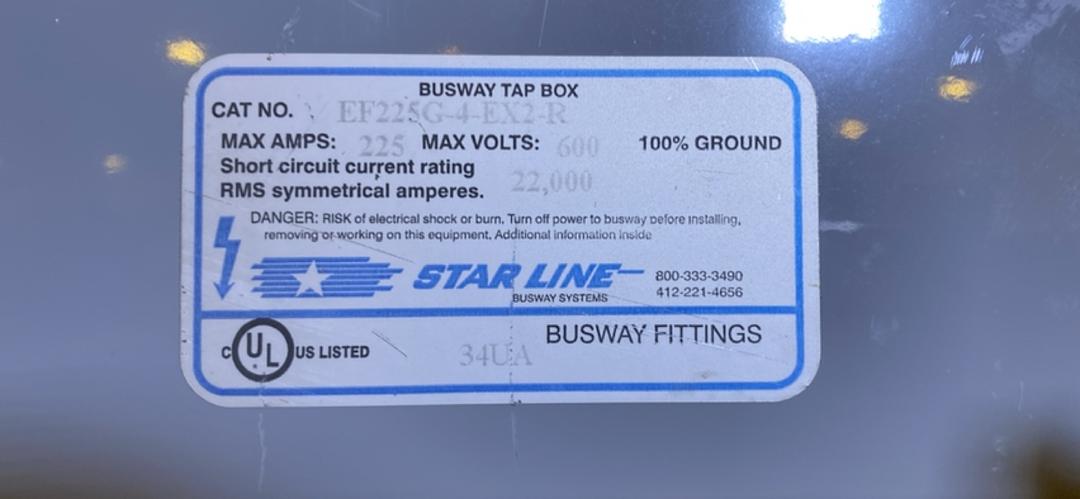 BUSWAY TAP BOX
CAT NO. EF225G-4-EX2-R
MAX AMPS: 225 MAX VOLTS: 600 100% GROUND
Short circuit current rating
RMS symmetrical amperes. 22,000
DANGER: RISK of electrical shock or burn. Turn off power to busway before installing,
removing or working on this equipment. Additional information inside
STAR LINE
BUSWAY SYSTEMS
800-333-3490
412-221-4656
C UL US LISTED
34UA
BUSWAY FITTINGS